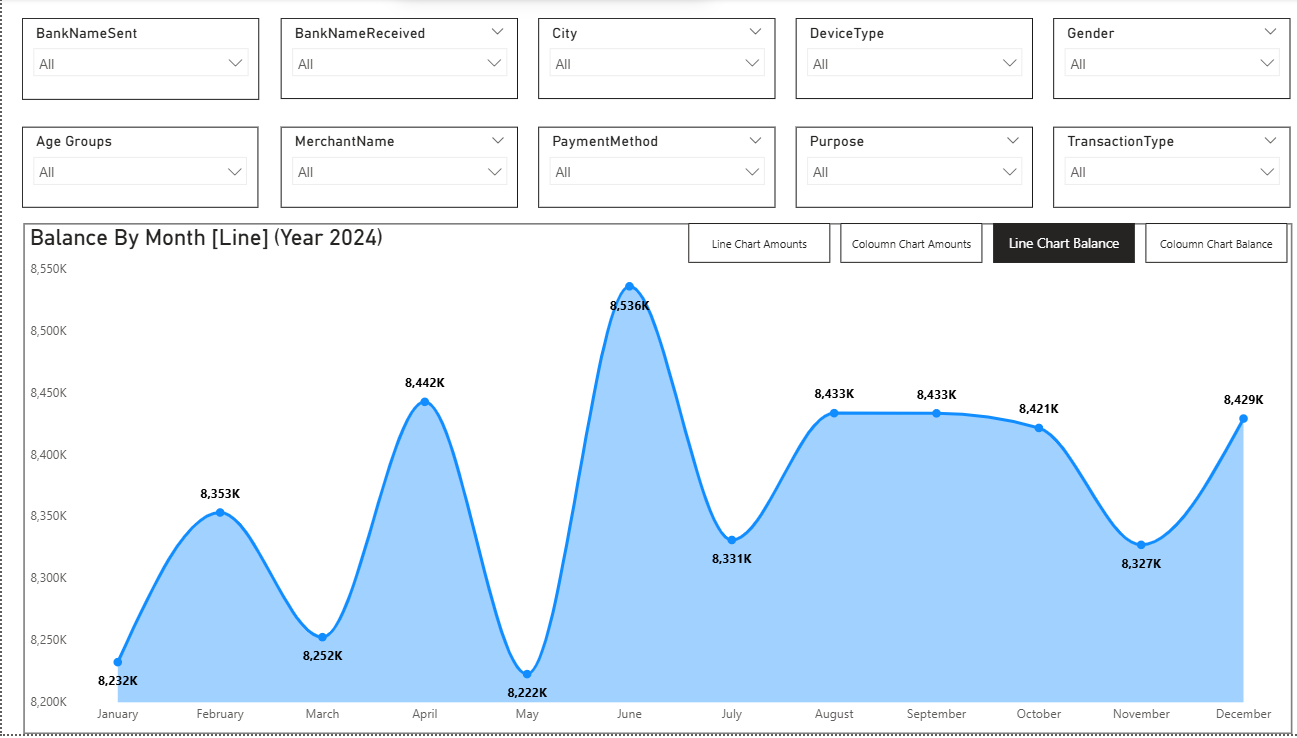 BankNameSent
BankNameReceived
City
DeviceType
Gender
All
All
All
All
All
Age Groups
MerchantName
PaymentMethod
Purpose
TransactionType
All
All
All
All
All
Balance By Month [Line] (Year 2024)
Line Chart Amounts
Coloumn Chart Amounts
Line Chart Balance
Coloumn Chart Balance
8,550K
8,500K
8,450K
8,400K
8,350K
8,300K
8,250K
8,200K
8,232K
8,353K
8,252K
8,442K
8,222K
8,536K
8,331K
8,433K
8,433K
8,421K
8,327K
8,429K
January
February
March
April
May
June
July
August
September
October
November
December